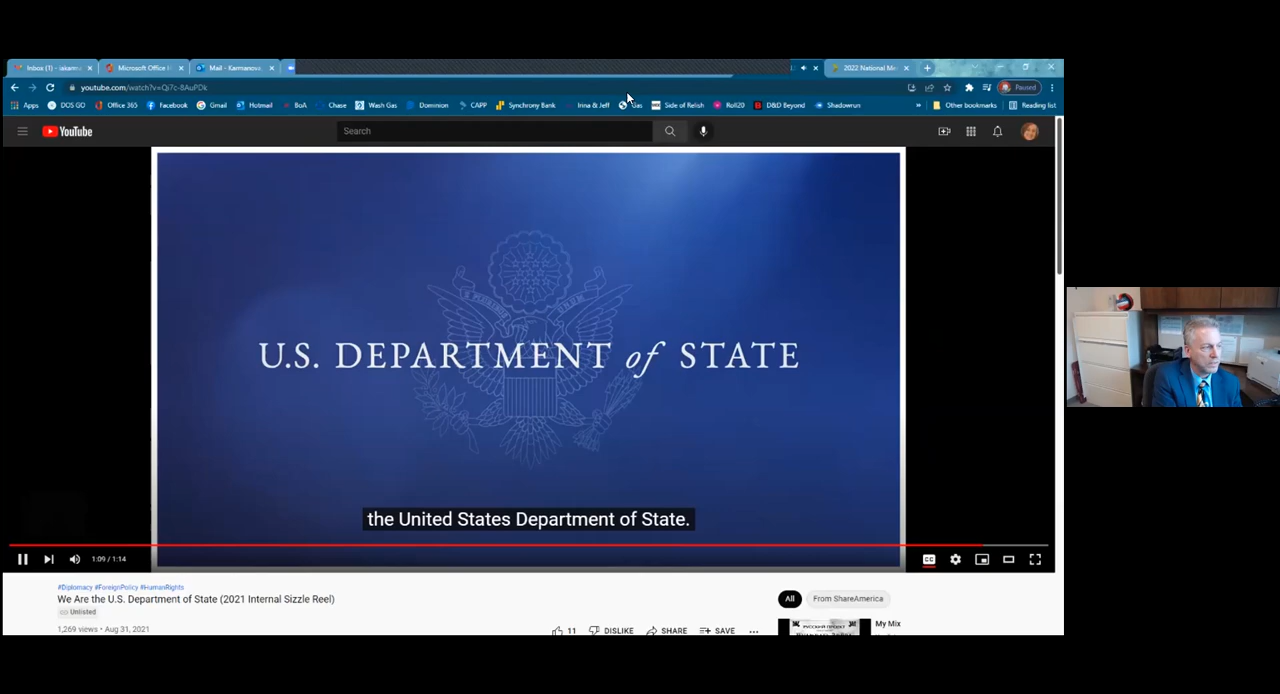 Inbox (1) - iakarma
Microsoft Office H
Mail - Karmanova
2022 National Me
youtube.com/watch?v=Qi7c-8AuPDk
Paused
Apps
DOS GO
Office 365
Facebook
Gmail
Hotmail
BoA
Chase
Wash Gas
Dominion
CAPP
Synchrony Bank
Irina & Jeff
Gas
Side of Relish
Roll20
D&D Beyond
Shadowrun
»
Other bookmarks
Reading list
YouTube
Search
U.S. DEPARTMENT of STATE
the United States Department of State.
1:09 / 1:14
CC
#Diplomacy #ForeignPolicy #HumanRights
We Are the U.S. Department of State (2021 Internal Sizzle Reel)
Unlisted
1,269 views • Aug 31, 2021
11
DISLIKE
SHARE
SAVE
All
From ShareAmerica
My Mix